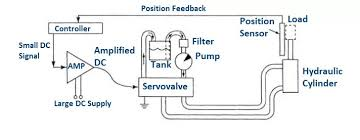 Position Feedback
Controller
Position
Sensor
Load
Small DC
Signal
Amplified
DC
Filter
AMP
Tank
Pump
Servovalve
Hydraulic
Cylinder
Large DC Supply